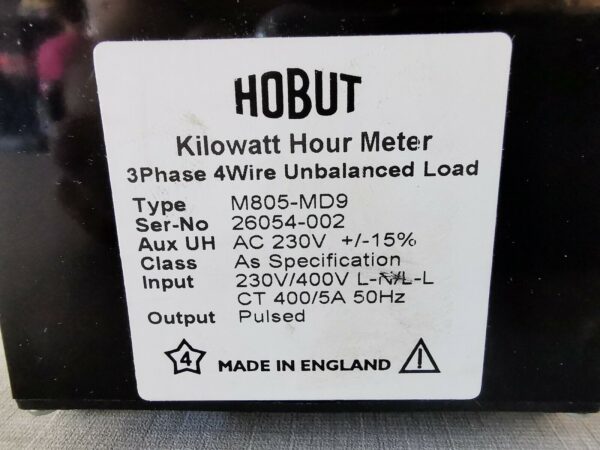 HOBUT
Kilowatt Hour Meter
3Phase 4Wire Unbalanced Load
Type M805-MD9
Ser-No 26054-002
Aux UH AC 230V +/-15%
Class As Specification
Input 230V/400V L-N/L-L
CT 400/5A 50Hz
Output Pulsed
4 MADE IN ENGLAND !